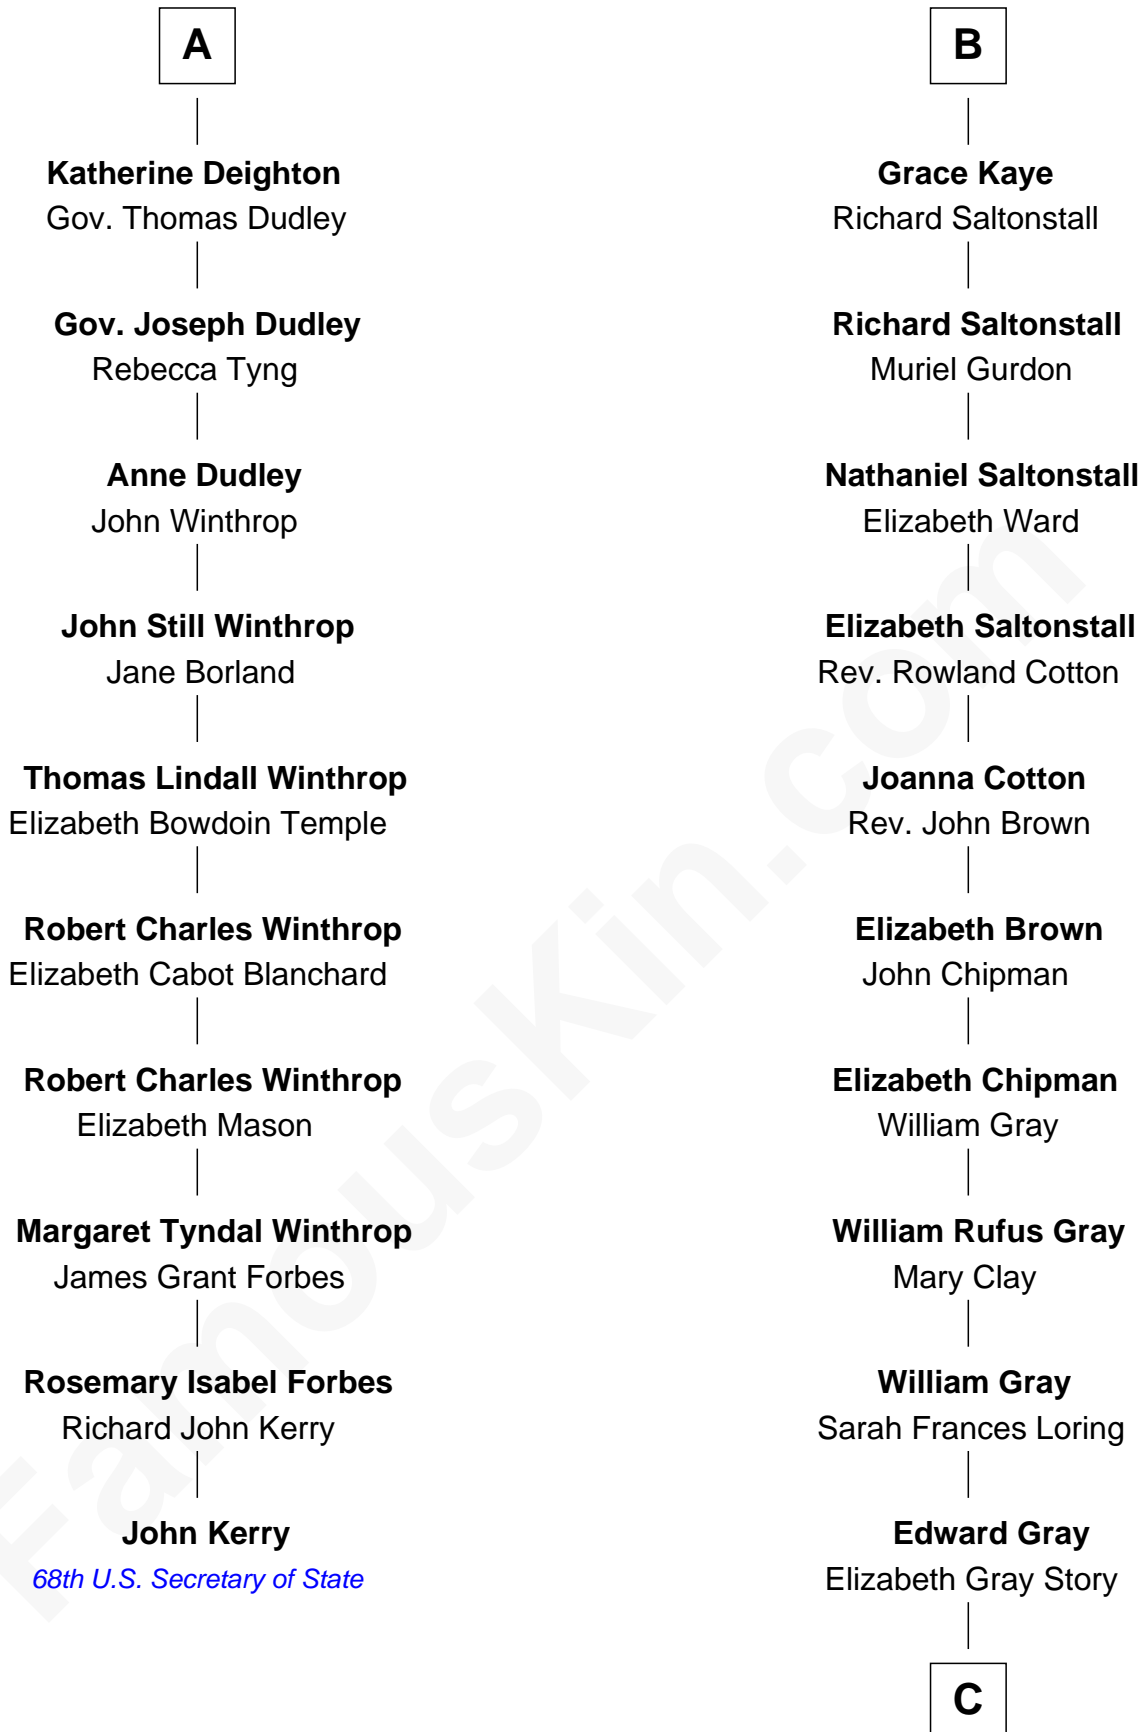 A
Katherine Deighton
Gov. Thomas Dudley
Gov. Joseph Dudley
Rebecca Tyng
Anne Dudley
John Winthrop
John Still Winthrop
Jane Borland
Thomas Lindall Winthrop
Elizabeth Bowdoin Temple
Robert Charles Winthrop
Elizabeth Cabot Blanchard
Robert Charles Winthrop
Elizabeth Mason
Margaret Tyndal Winthrop
James Grant Forbes
Rosemary Isabel Forbes
Richard John Kerry
John Kerry
68th U.S. Secretary of State
B
Grace Kaye
Richard Saltonstall
Richard Saltonstall
Muriel Gurdon
Nathaniel Saltonstall
Elizabeth Ward
Elizabeth Saltonstall
Rev. Rowland Cotton
Joanna Cotton
Rev. John Brown
Elizabeth Brown
John Chipman
Elizabeth Chipman
William Gray
William Rufus Gray
Mary Clay
William Gray
Sarah Frances Loring
Edward Gray
Elizabeth Gray Story
C
FamousKin.com